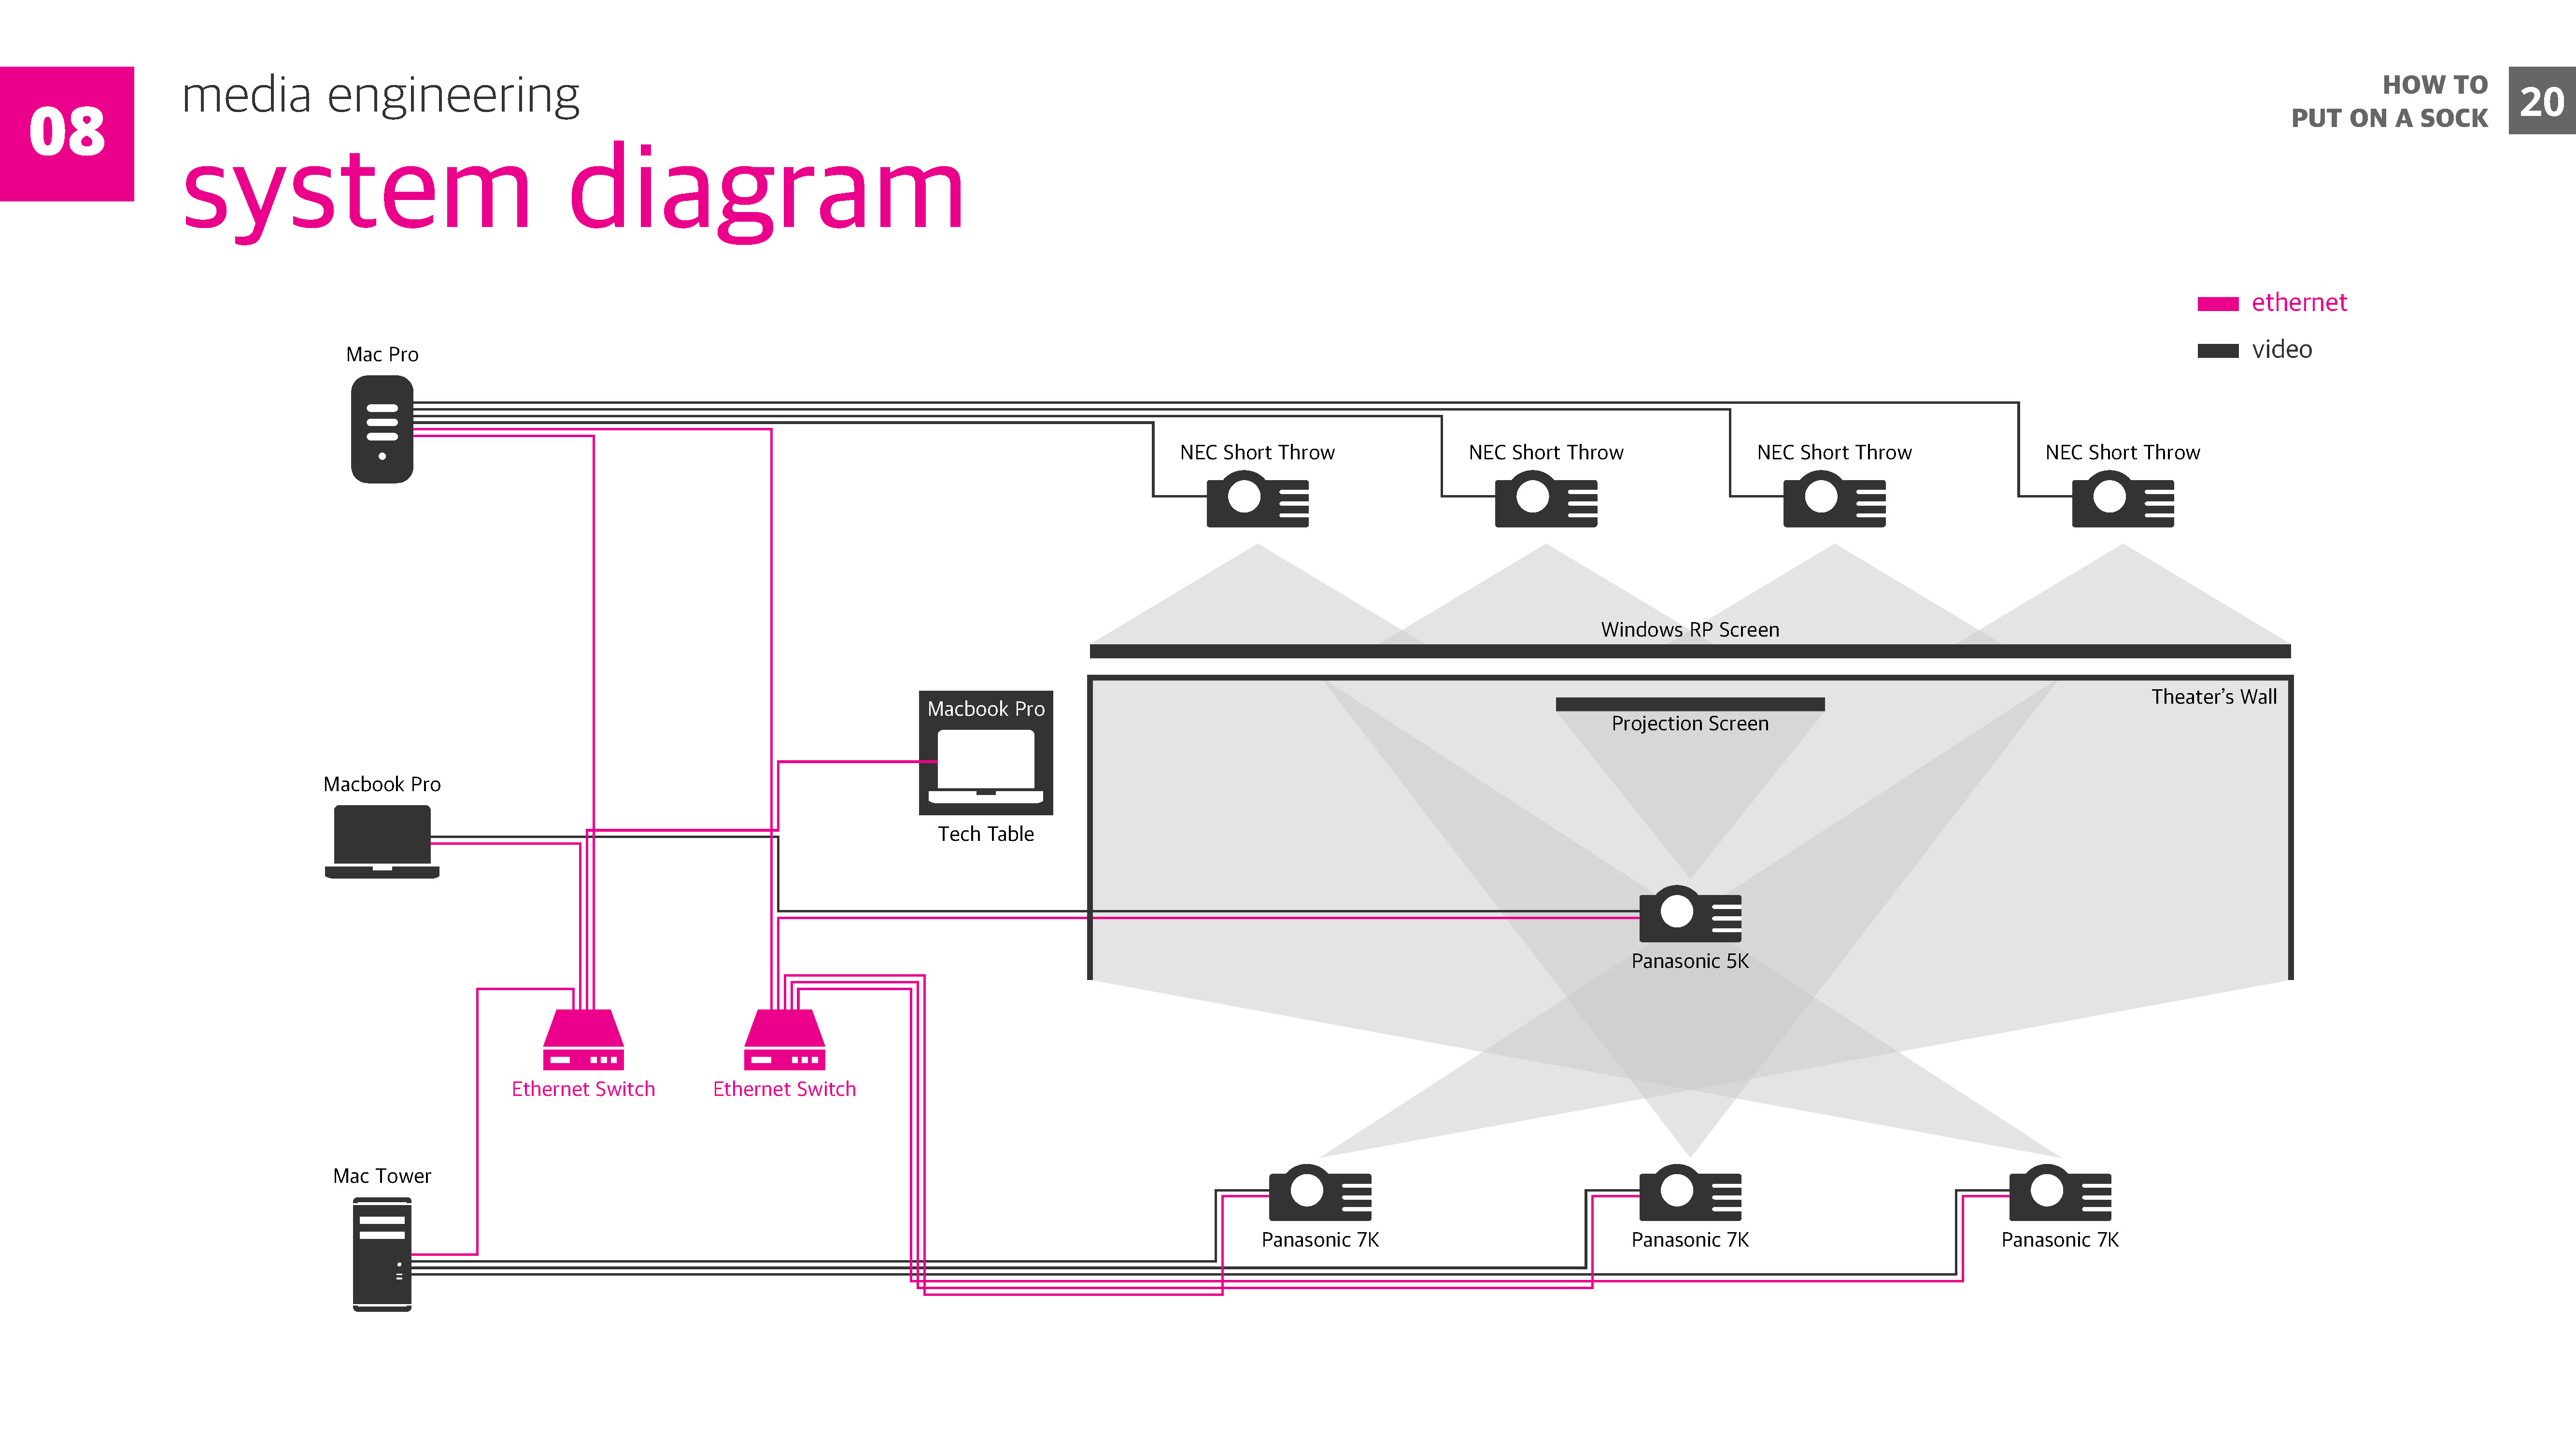 08
media engineering
system diagram
HOW TO
PUT ON A SOCK
20
ethernet
video
Mac Pro
NEC Short Throw
NEC Short Throw
NEC Short Throw
NEC Short Throw
Windows RP Screen
Theater’s Wall
Projection Screen
Macbook Pro
Tech Table
Macbook Pro
Panasonic 5K
Ethernet Switch
Ethernet Switch
Mac Tower
Panasonic 7K
Panasonic 7K
Panasonic 7K